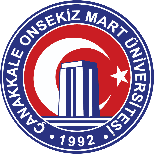 ÇANAKKALE ONSEKİZ MART ÜNİVERSİTESİ
• 1992 •